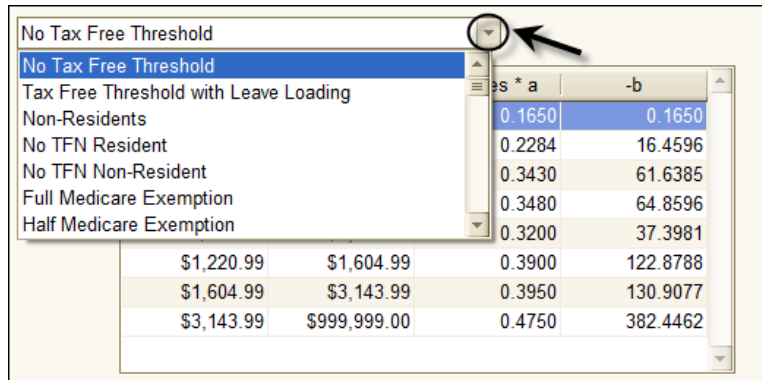 No Tax Free Threshold
No Tax Free Threshold
Tax Free Threshold with Leave Loading
Non-Residents
No TFN Resident
No TFN Non-Resident
Full Medicare Exemption
Half Medicare Exemption
* a -b
0.1650 0.1650
0.2284 16.4596
0.3430 61.6385
0.3480 64.8596
0.3200 37.3981
$1,220.99 $1,604.99 0.3900 122.8788
$1,604.99 $3,143.99 0.3950 130.9077
$3,143.99 $999,999.00 0.4750 382.4462